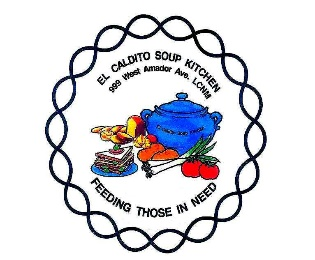 EL CALDITO SOUP KITCHEN
999 West Amador Ave. LCNM
FEEDING THOSE IN NEED